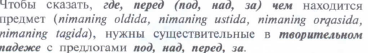 Чтобы сказать, где, перед (под, над, за) чем находится
предмет (nimaning oldida, nimaning ustida, nimaning orqasida,
nimaning tagida), нужны существительные в творительном
падеже с предлогами под, над, перед, за.